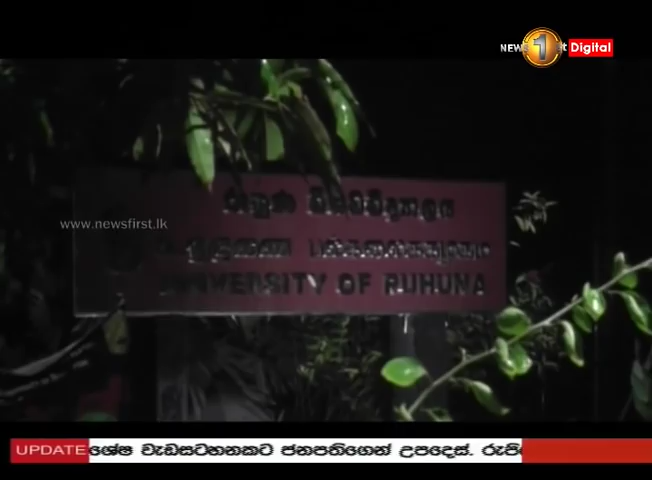 NEWS 1st Digital
රුහුණ විශ්වවිද්‍යාලය
www.newsfirst.lk
UNIVERSITY OF RUHUNA
UPDATE ශේෂ වැඩසටහනකට ජනපතිගෙන් උපදෙස්. රුපි